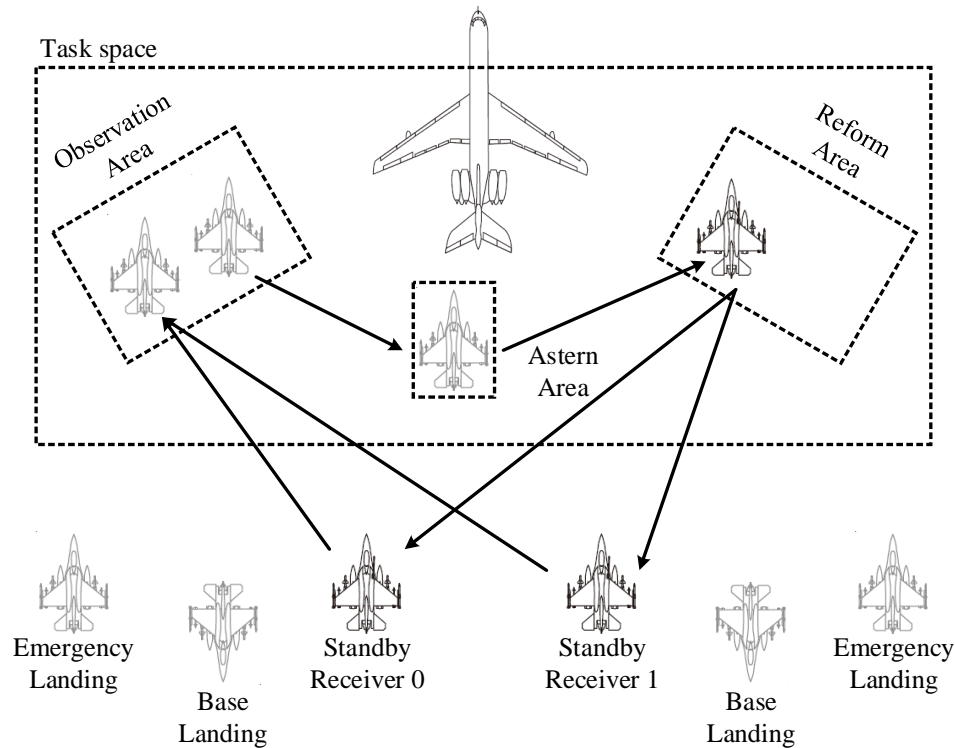 Task space
Observation
Area
Reform
Area
Astern
Area
Emergency
Landing
Base
Landing
Standby
Receiver 0
Standby
Receiver 1
Base
Landing
Emergency
Landing